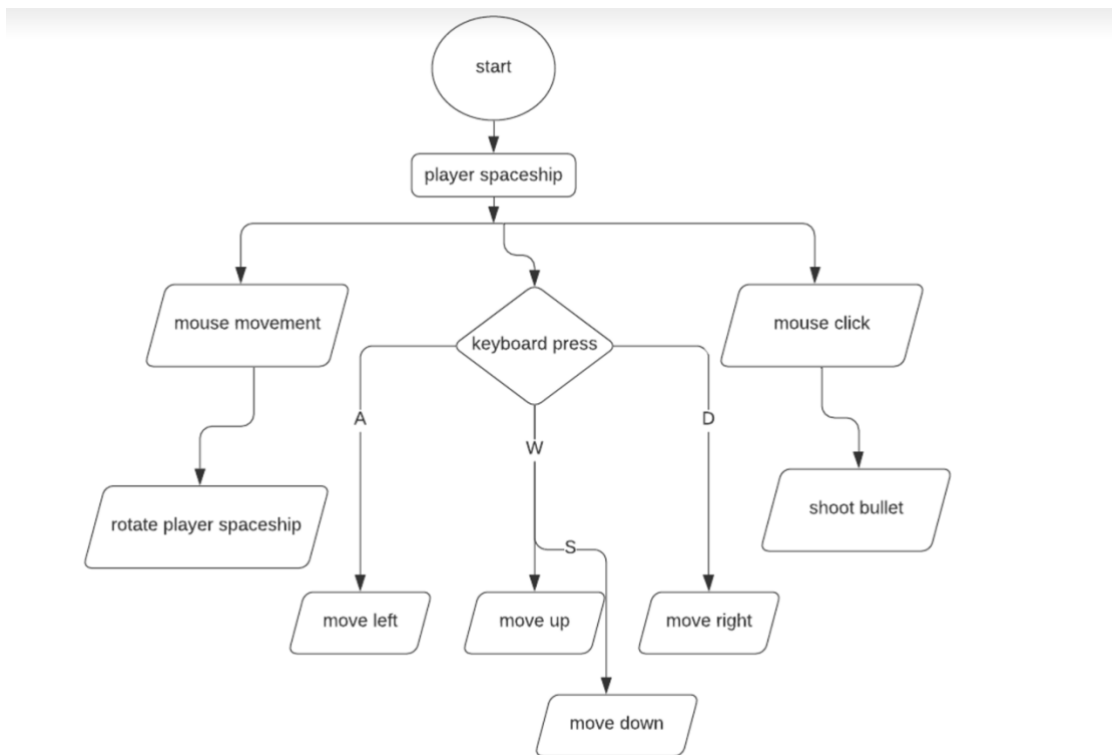 start
player spaceship
mouse movement
keyboard press
mouse click
A
D
W
rotate player spaceship
shoot bullet
S
move left
move up
move right
move down